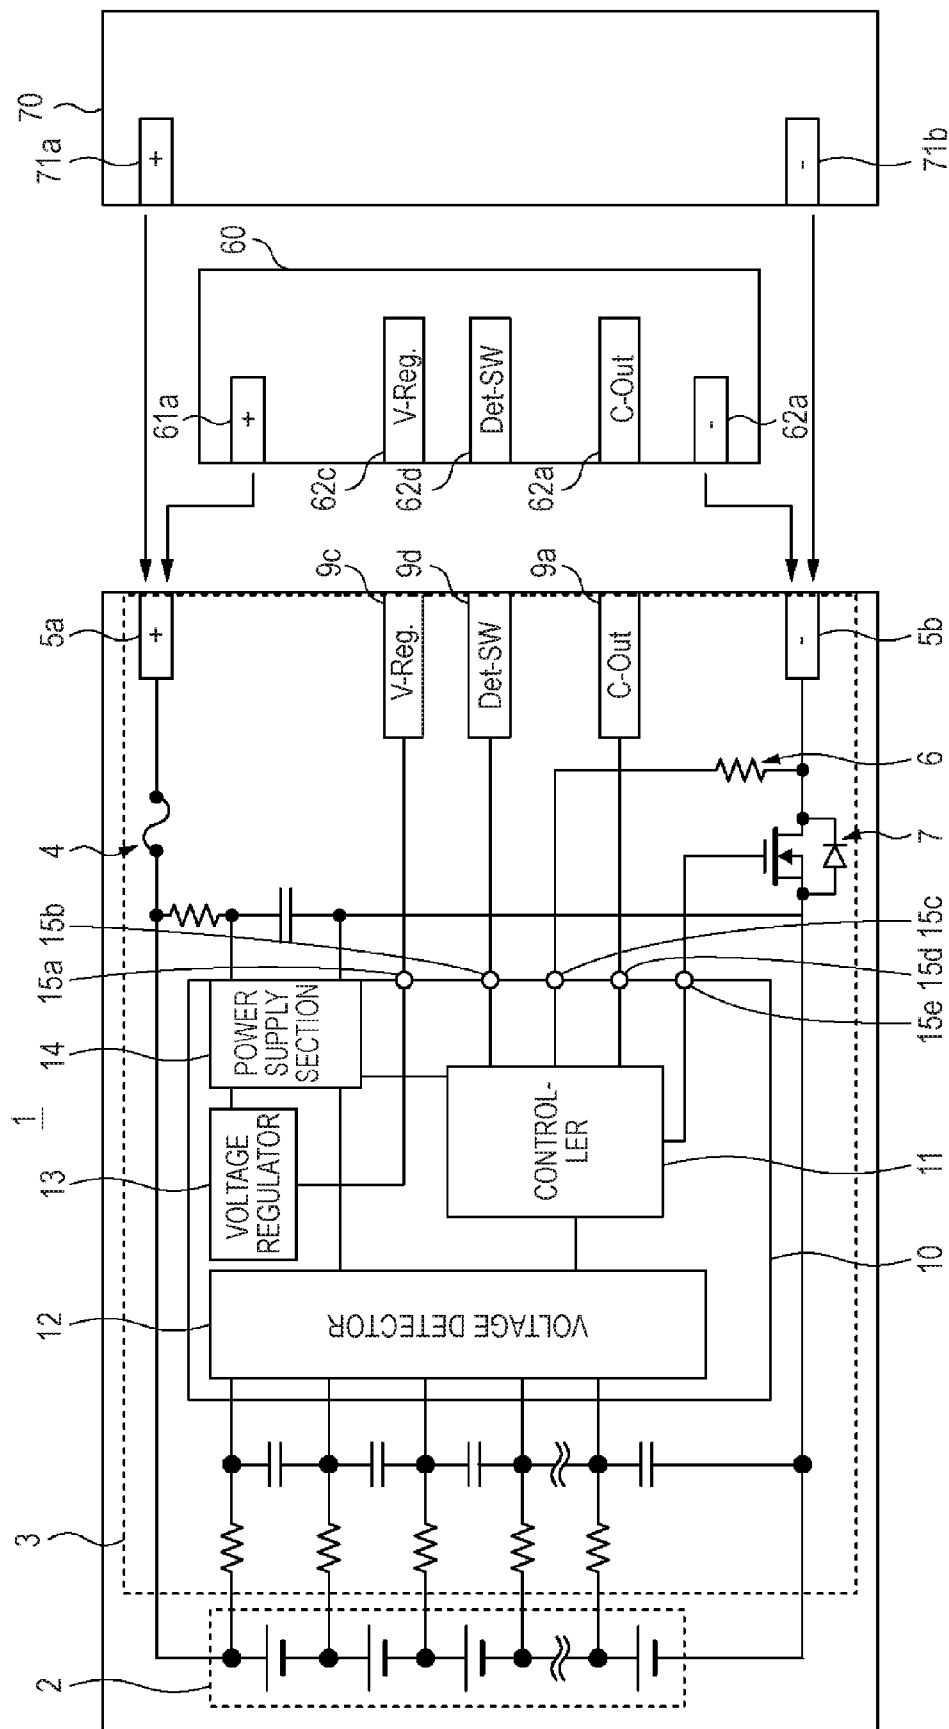 1
2
3
4
5a
5b
6
7
9c
9d
9a
10
11
12
13
14
15a
15b
15c
15d
15e
60
61a
62c
62d
62a
62a
70
71a
71b
VOLTAGE DETECTOR
VOLTAGE
REGULATOR
POWER
SUPPLY
SECTION
CONTROL-
LER
+
V-Reg.
Det-SW
C-Out
-
+
V-Reg.
Det-SW
C-Out
-
+
-